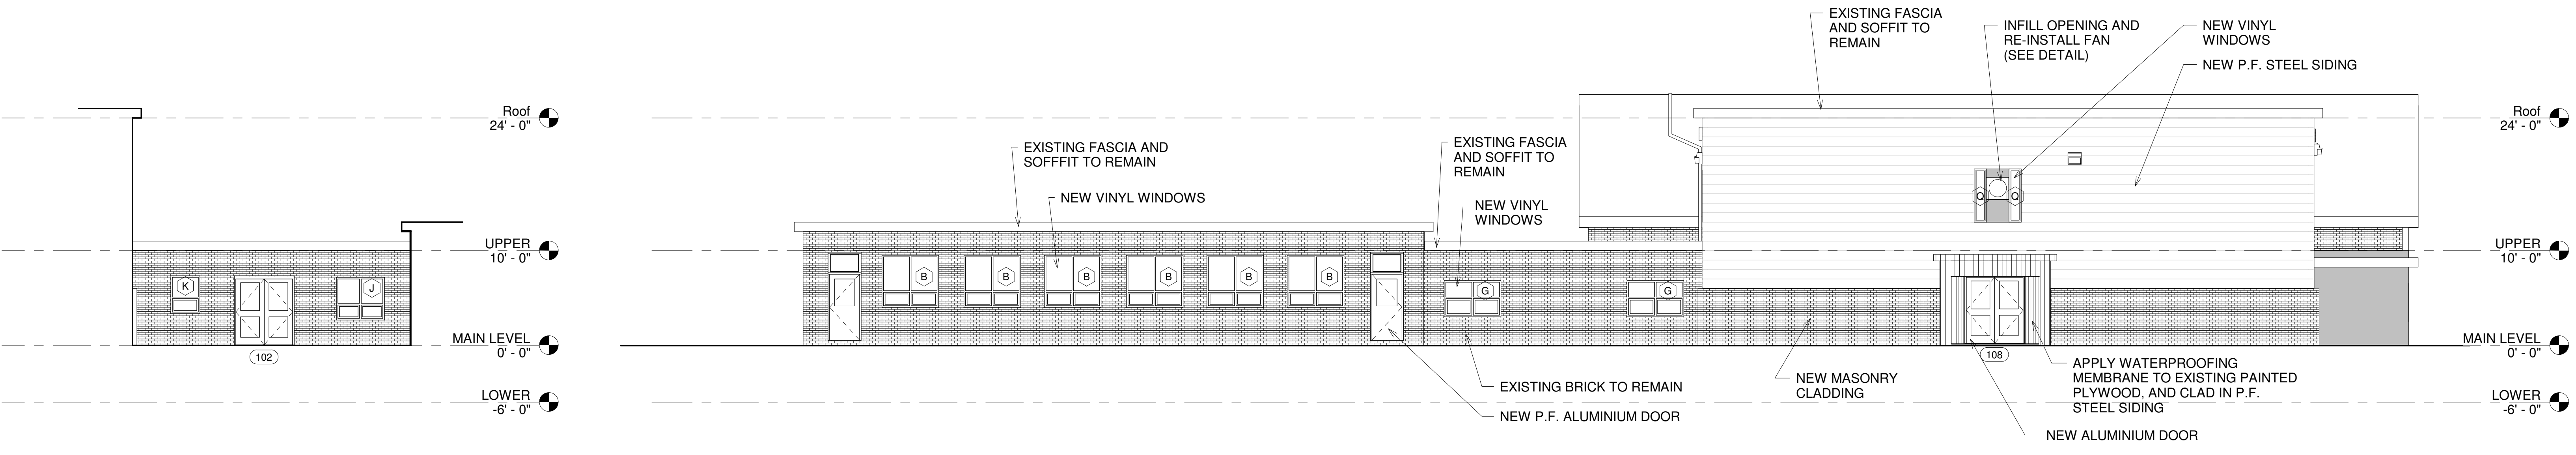 Roof
24' - 0"
UPPER
10' - 0"
MAIN LEVEL
0' - 0"
LOWER
-6' - 0"
K
J
102
EXISTING FASCIA AND
SOFFFIT TO REMAIN
NEW VINYL WINDOWS
EXISTING FASCIA
AND SOFFIT TO
REMAIN
NEW VINYL
WINDOWS
B
B
B
B
B
B
G
G
EXISTING BRICK TO REMAIN
NEW P.F. ALUMINIUM DOOR
EXISTING FASCIA
AND SOFFIT TO
REMAIN
INFILL OPENING AND
RE-INSTALL FAN
(SEE DETAIL)
NEW VINYL
WINDOWS
NEW P.F. STEEL SIDING
Q
Q
NEW MASONRY
CLADDING
108
APPLY WATERPROOFING
MEMBRANE TO EXISTING PAINTED
PLYWOOD, AND CLAD IN P.F.
STEEL SIDING
NEW ALUMINIUM DOOR
Roof
24' - 0"
UPPER
10' - 0"
MAIN LEVEL
0' - 0"
LOWER
-6' - 0"